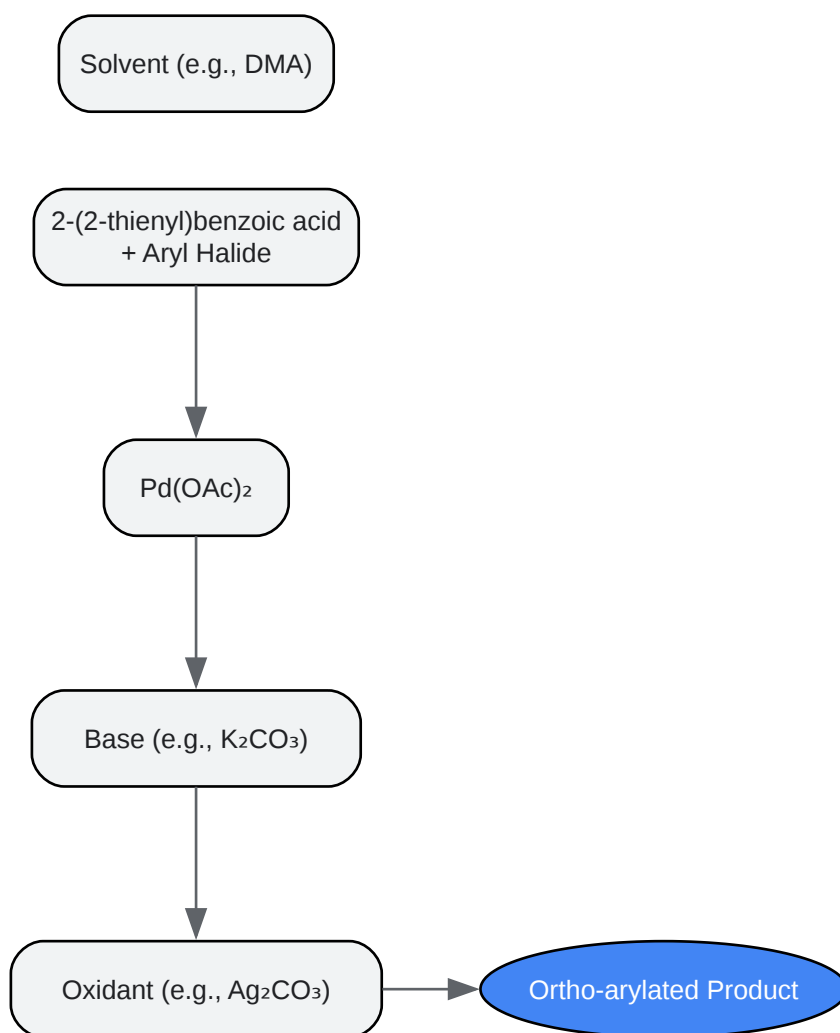 Solvent (e.g., DMA)
2-(2-thienyl)benzoic acid
+ Aryl Halide
Pd(OAc)₂
Base (e.g., K₂CO₃)
Oxidant (e.g., Ag₂CO₃)
Ortho-arylated Product